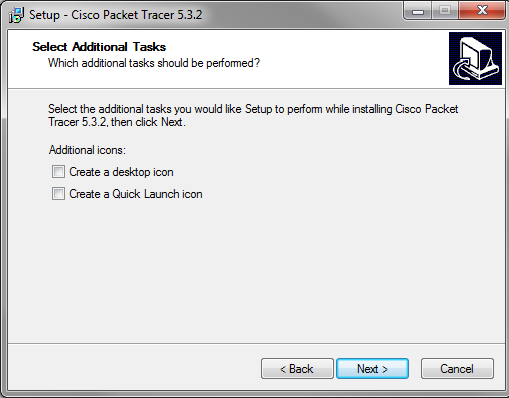 Setup - Cisco Packet Tracer 5.3.2
Select Additional Tasks
Which additional tasks should be performed?
Select the additional tasks you would like Setup to perform while installing Cisco Packet
Tracer 5.3.2, then click Next.
Additional icons:
Create a desktop icon
Create a Quick Launch icon
< Back
Next >
Cancel